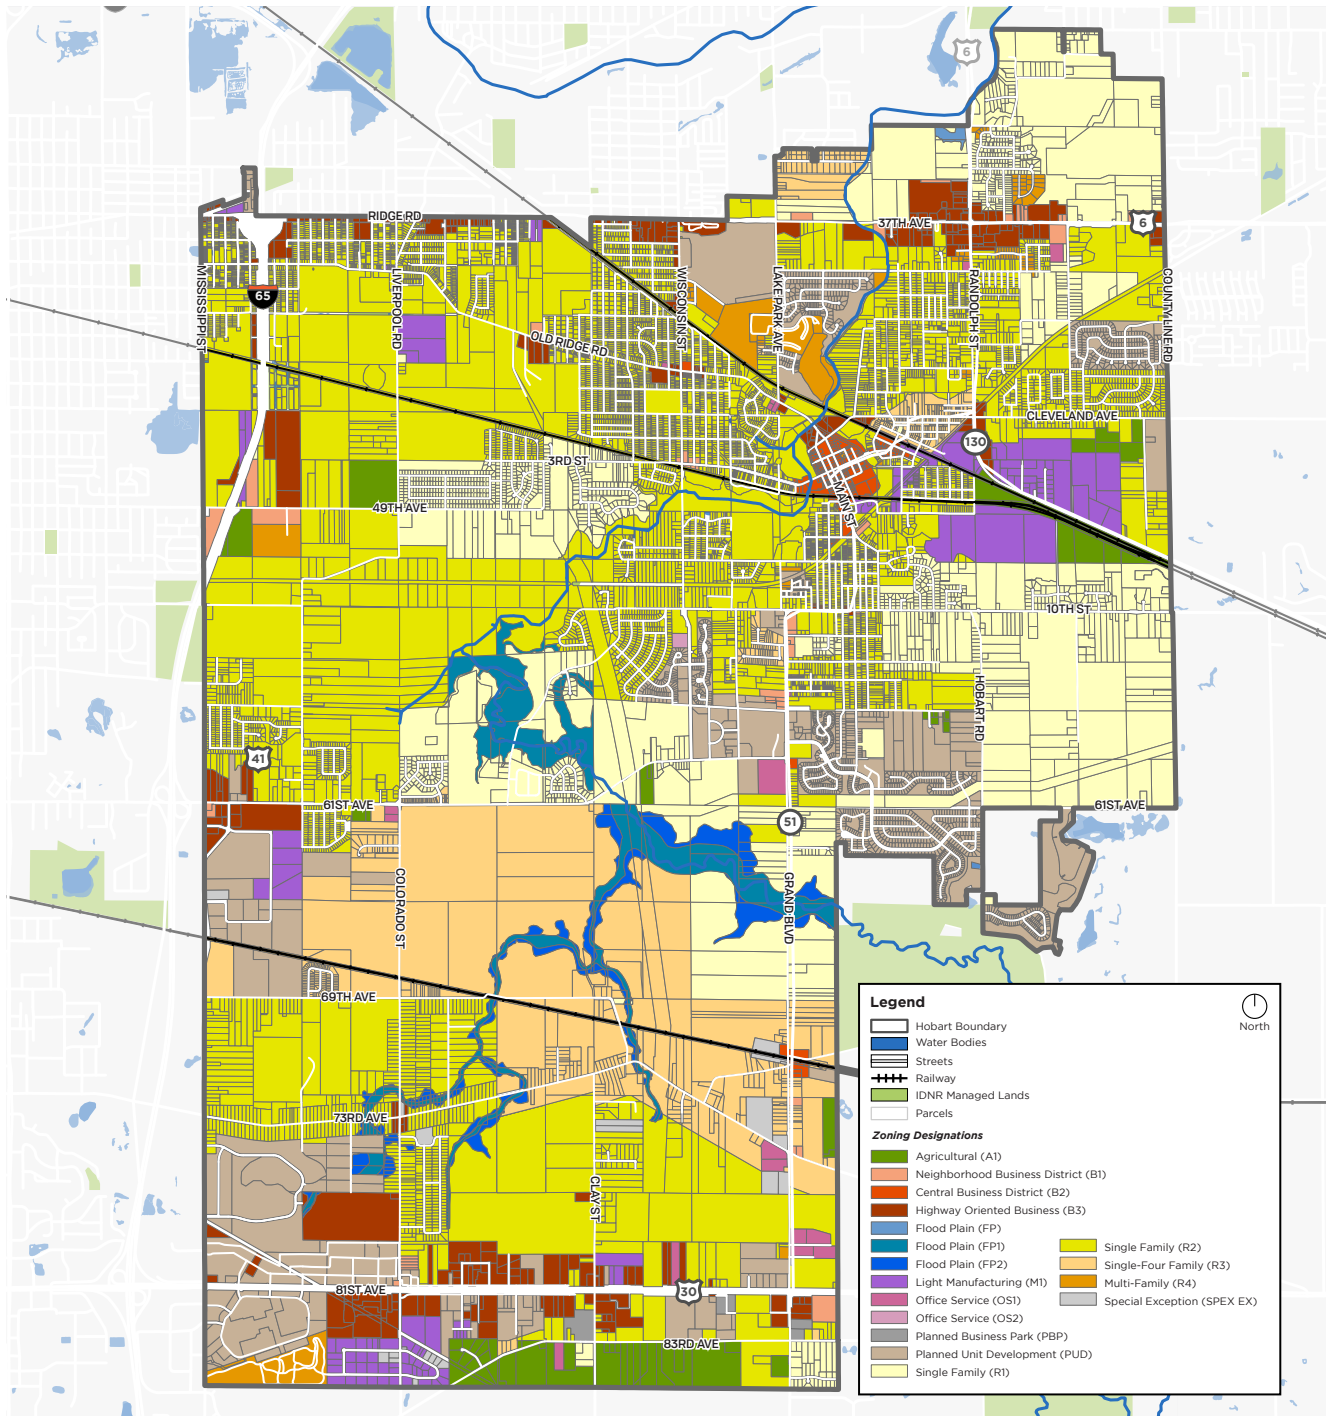 6
RIDGE RD
37TH AVE
6
MISSISSIPPI ST
65
LIVERPOOL RD
WISCONSIN ST
LAKE PARK AVE
RANDOLPH ST
COUNTY LINE RD
OLD RIDGE RD
CLEVELAND AVE
130
3RD ST
MAIN ST
49TH AVE
10TH ST
HOBART RD
41
61ST AVE
61ST AVE
51
COLORADO ST
GRAND BLVD
69TH AVE
73RD AVE
CLAY ST
81ST AVE
30
83RD AVE
Legend
North
Hobart Boundary
Water Bodies
Streets
Railway
IDNR Managed Lands
Parcels
Zoning Designations
Agricultural (A1)
Neighborhood Business District (B1)
Central Business District (B2)
Highway Oriented Business (B3)
Flood Plain (FP)
Flood Plain (FP1)
Flood Plain (FP2)
Light Manufacturing (M1)
Office Service (OS1)
Office Service (OS2)
Planned Business Park (PBP)
Planned Unit Development (PUD)
Single Family (R1)
Single Family (R2)
Single-Four Family (R3)
Multi-Family (R4)
Special Exception (SPEX EX)